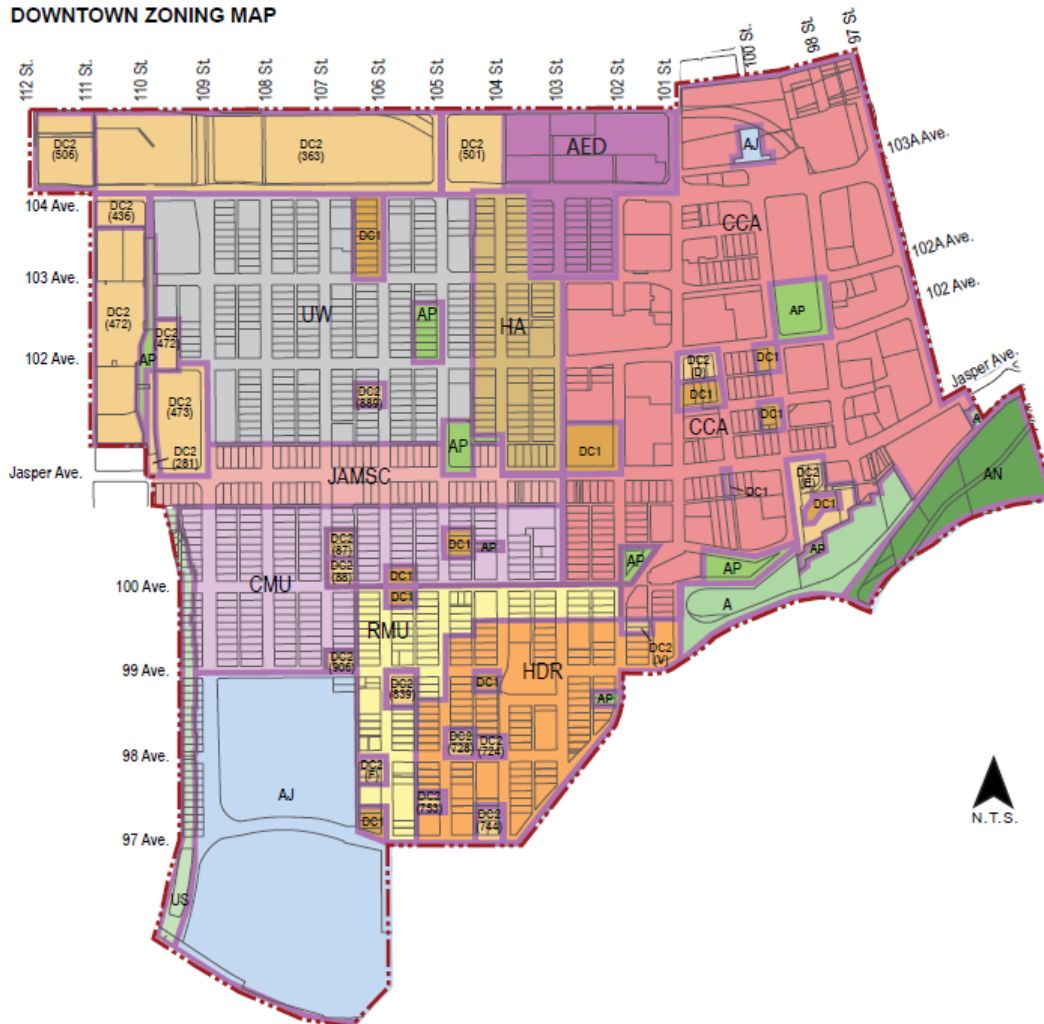 DOWNTOWN ZONING MAP
112 St.
111 St.
110 St.
109 St.
108 St.
107 St.
106 St.
105 St.
104 St.
103 St.
102 St.
101 St.
100 St.
98 St.
97 St.
DC2
(506)
DC2
(363)
DC2
(501)
AED
AJ
103A Ave.
104 Ave.
DC2
(436)
DC1
CCA
102A Ave.
103 Ave.
102 Ave.
DC2
(472)
UW
AP
HA
AP
102 Ave.
AP
DC2
(472)
DC2
(D)
DC1
Jasper Ave.
DC2
(473)
DC2
(889)
DC1
DC1
CCA
A
AP
DC1
DC2
(281)
Jasper Ave.
JAMSC
DC2
(E)
AN
DC1
DC1
DC2
(87)
DC1
AP
AP
AP
AP
DC2
(88)
DC1
100 Ave.
CMU
DC1
A
RMU
DC2
(V)
DC2
(906)
99 Ave.
HDR
DC2
(839)
DC1
AP
DC2
(728)
DC2
(724)
98 Ave.
DC2
(F)
AJ
DC2
(753)
DC1
DC2
(744)
97 Ave.
N.T.S.
US